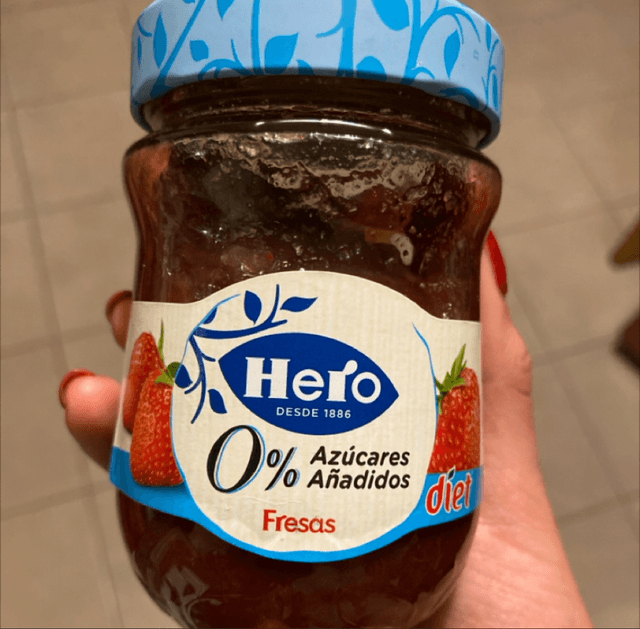 Hero
DESDE 1886
0% Azúcares
Añadidos
Fresas
diet